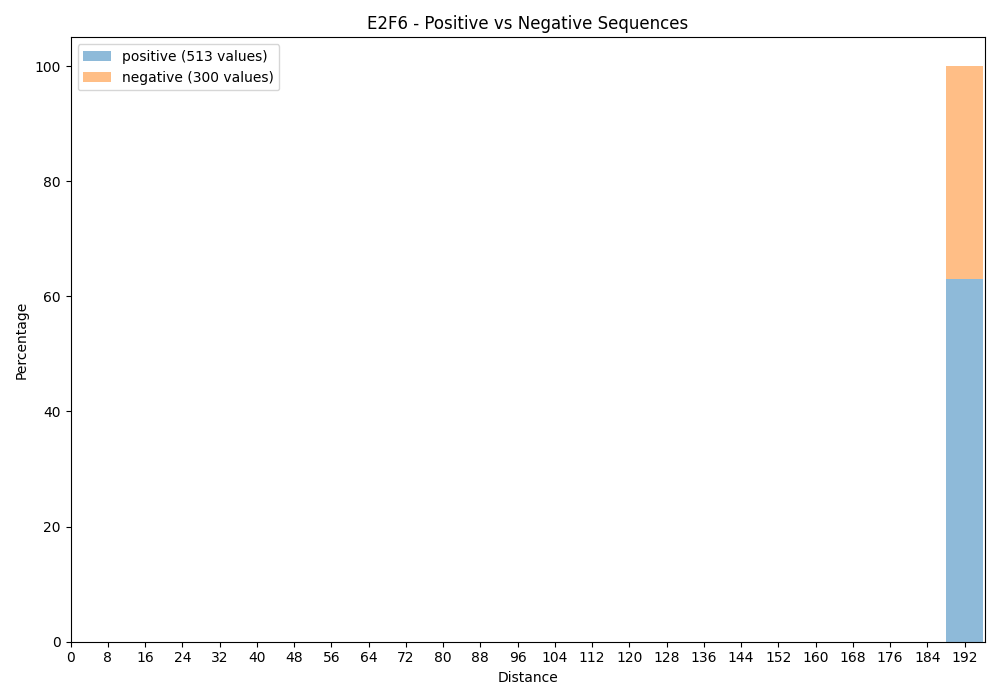 E2F6 - Positive vs Negative Sequences
positive (513 values)
negative (300 values)
100
80
60
40
20
0
Percentage
0 8 16 24 32 40 48 56 64 72 80 88 96 104 112 120 128 136 144 152 160 168 176 184 192
Distance